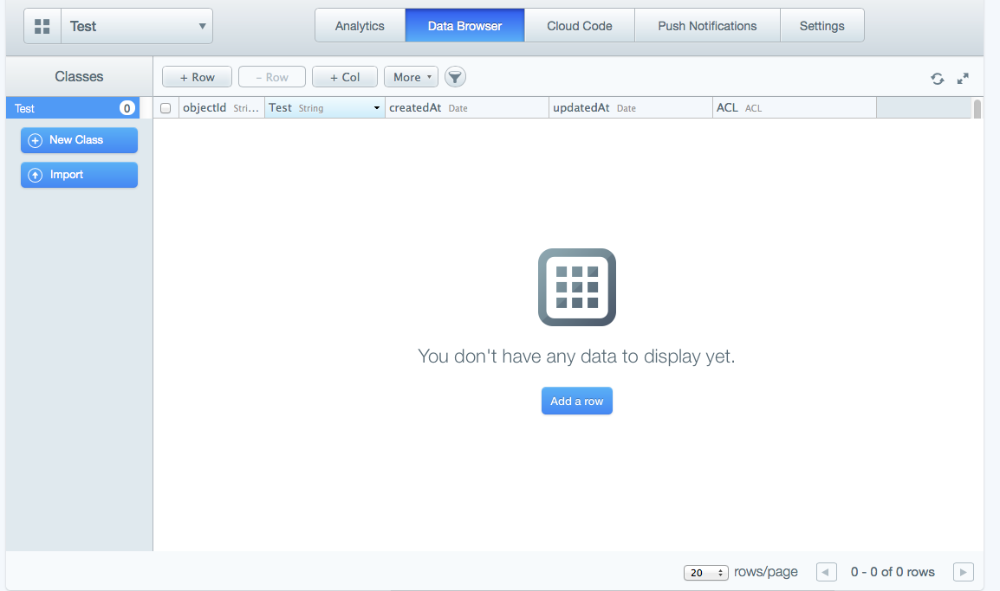 Test Analytics Data Browser Cloud Code Push Notifications Settings
Classes + Row – Row + Col More
Test 0 objectId Stri... Test String createdAt Date updatedAt Date ACL ACL
New Class
Import
You don't have any data to display yet.
Add a row
20 rows/page 0 - 0 of 0 rows